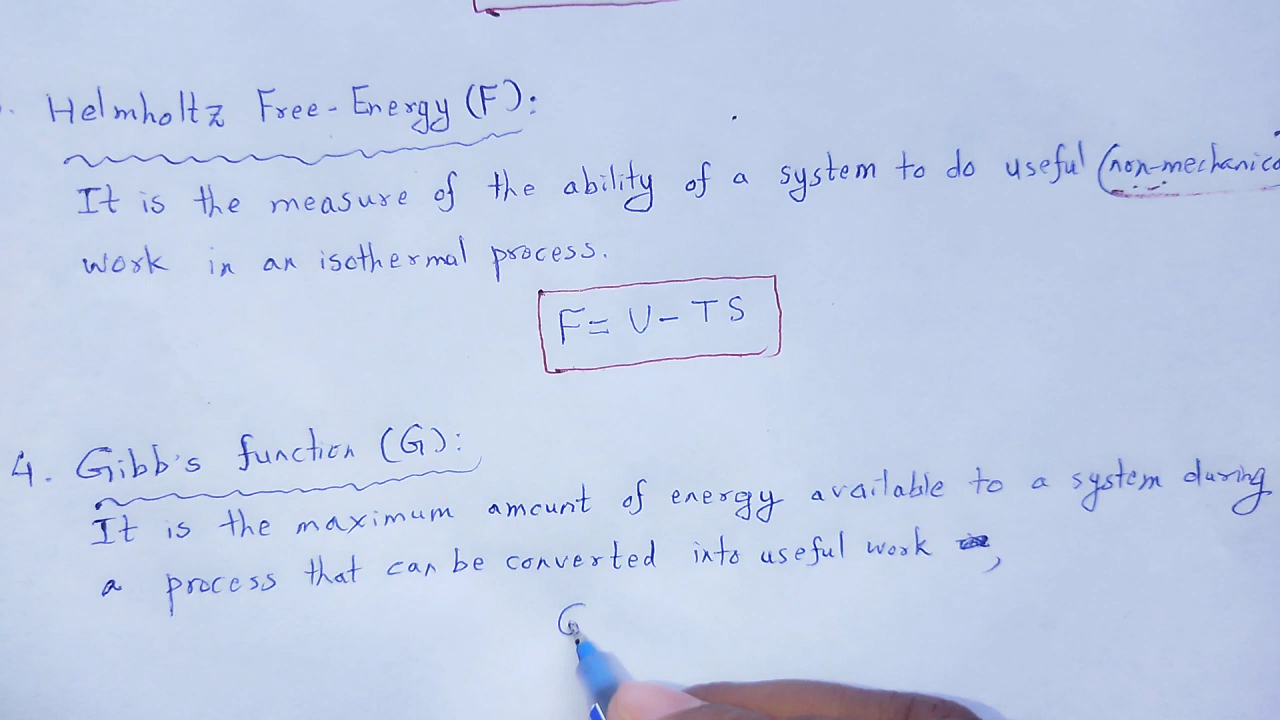 Helmholtz Free-Energy (F):
It is the measure of the ability of a system to do useful (non-mechanica
work in an isothermal process.
F = U - TS
4. Gibb's function (G):
It is the maximum amount of energy available to a system during
a process that can be converted into useful work ,
G